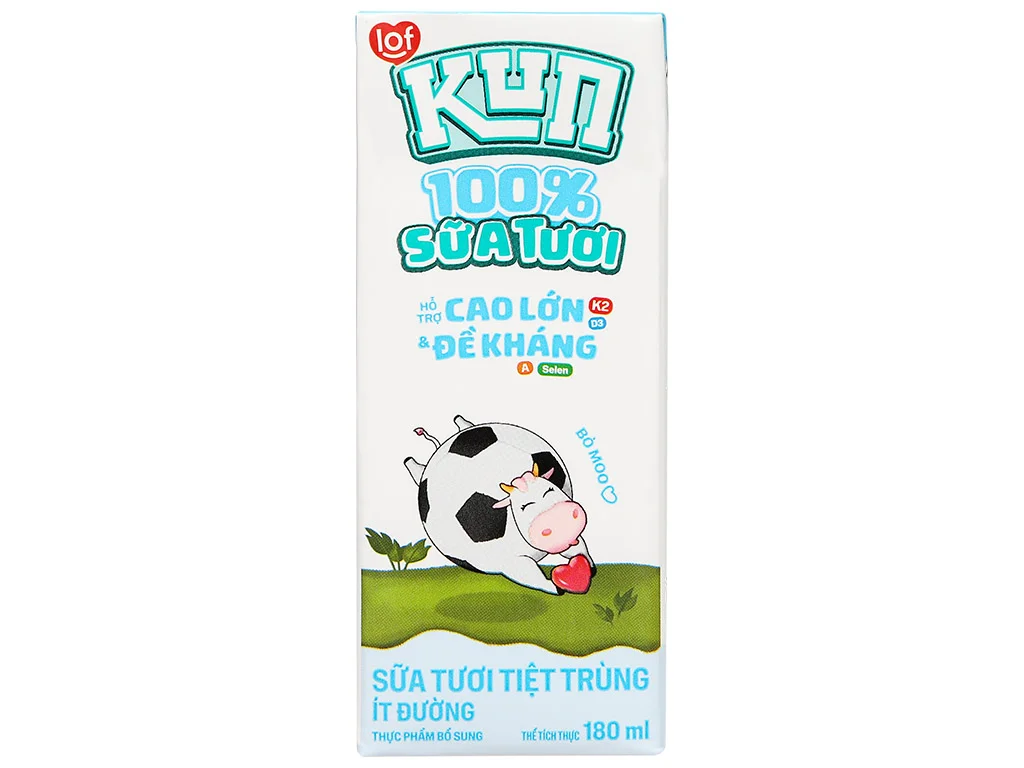 lof
KUN
100%
SỮA TƯƠI
HỖ TRỢ CAO LỚN K2 D3
& ĐỀ KHÁNG
A Selen
BÒ MOO
SỮA TƯƠI TIỆT TRÙNG
ÍT ĐƯỜNG
THỰC PHẨM BỔ SUNG THỂ TÍCH THỰC 180 ml